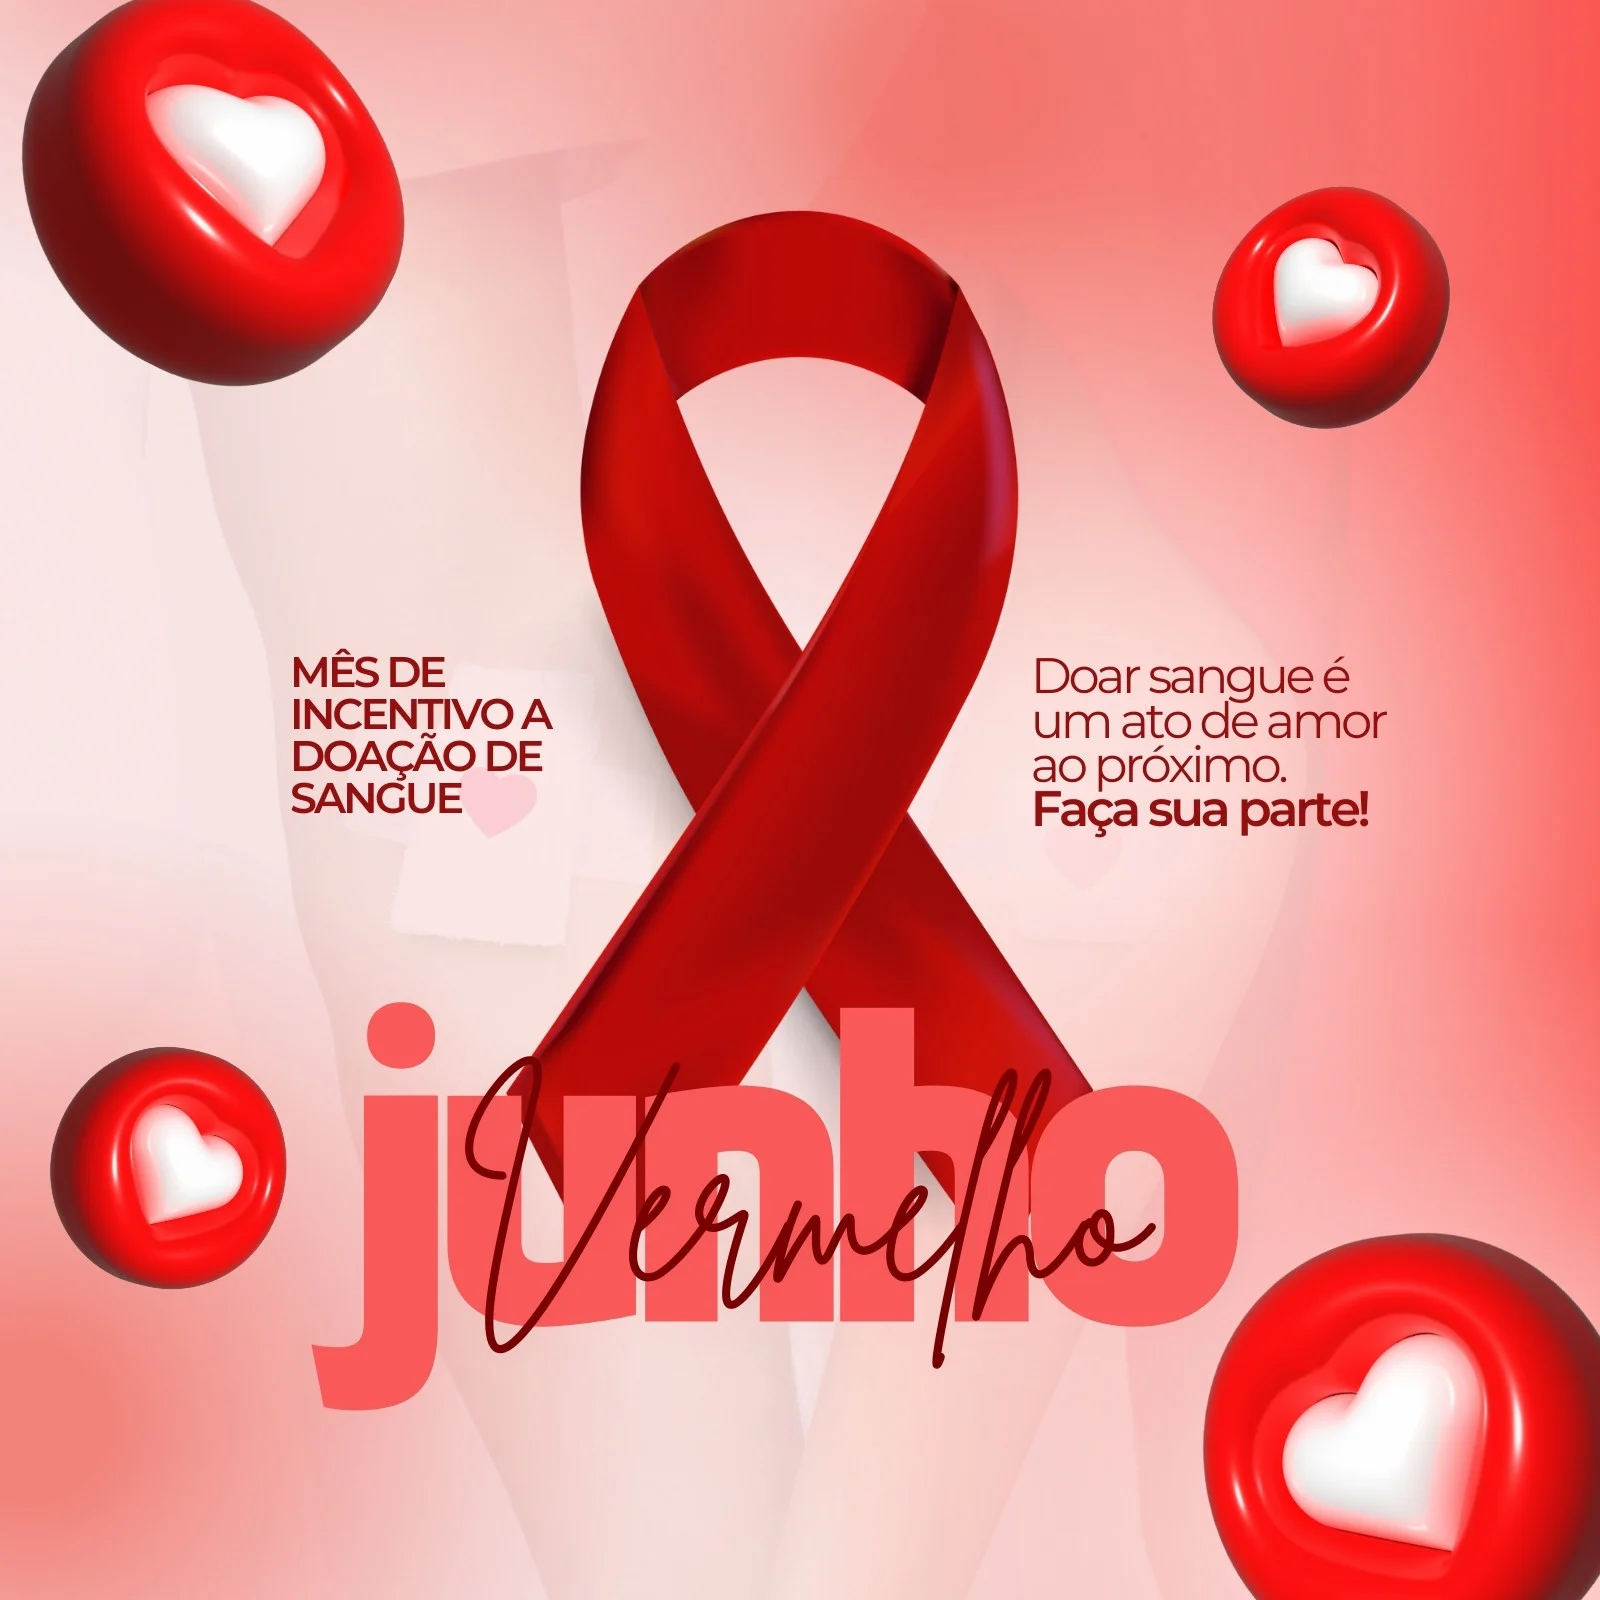 MÊS DE
INCENTIVO A
DOAÇÃO DE
SANGUE
Doar sangue é
um ato de amor
ao próximo.
Faça sua parte!
junho
Vermelho